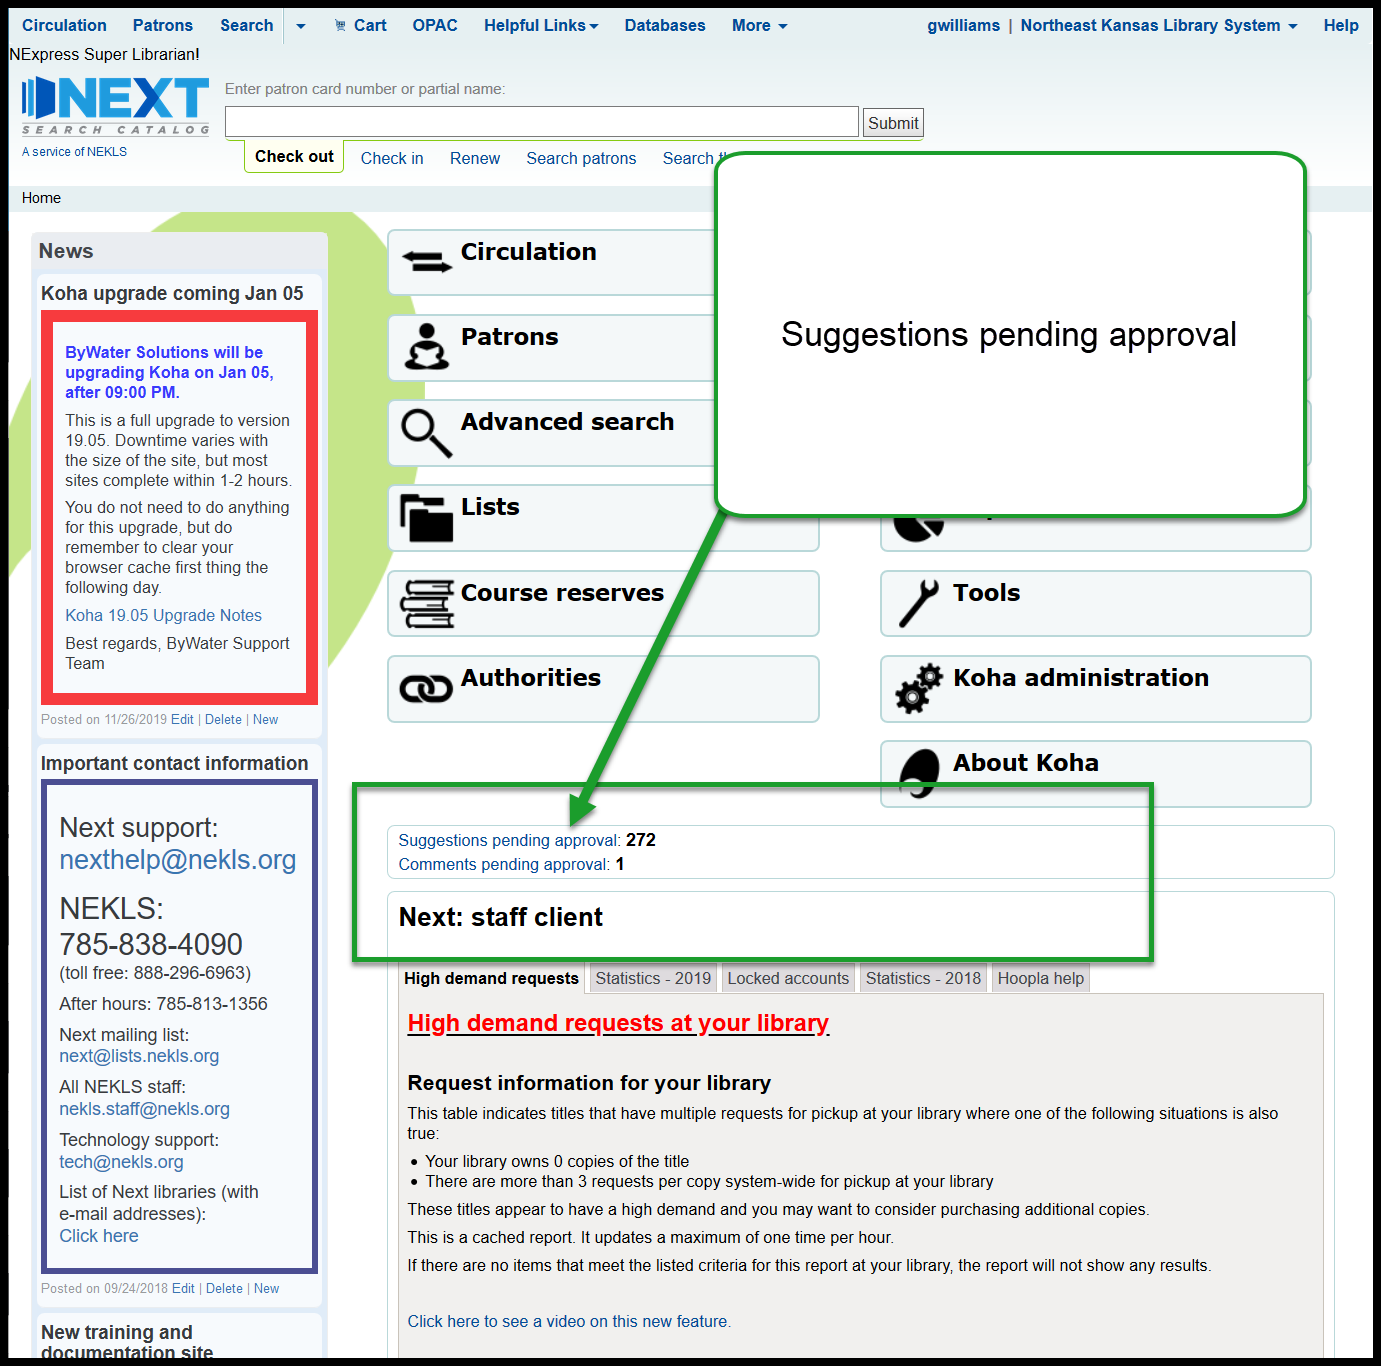 Circulation Patrons Search Cart OPAC Helpful Links Databases More gwilliams | Northeast Kansas Library System Help
NExpress Super Librarian!
NEXT
SEARCH CATALOG
A service of NEKLS
Enter patron card number or partial name:
Submit
Check out Check in Renew Search patrons Search
Home
News
Koha upgrade coming Jan 05
ByWater Solutions will be
upgrading Koha on Jan 05,
after 09:00 PM.
This is a full upgrade to version
19.05. Downtime varies with
the size of the site, but most
sites complete within 1-2 hours.
You do not need to do anything
for this upgrade, but do
remember to clear your
browser cache first thing the
following day.
Koha 19.05 Upgrade Notes
Best regards, ByWater Support
Team
Posted on 11/26/2019 Edit | Delete | New
Important contact information
Next support:
nexthelp@nekls.org
NEKLS:
785-838-4090
(toll free: 888-296-6963)
After hours: 785-813-1356
Next mailing list:
next@lists.nekls.org
All NEKLS staff:
nekls.staff@nekls.org
Technology support:
tech@nekls.org
List of Next libraries (with
e-mail addresses):
Click here
Posted on 09/24/2018 Edit | Delete | New
New training and
documentation site
Circulation
Patrons
Advanced search
Lists
Course reserves
Authorities
Suggestions pending approval
Tools
Koha administration
About Koha
Suggestions pending approval: 272
Comments pending approval: 1
Next: staff client
High demand requests Statistics - 2019 Locked accounts Statistics - 2018 Hoopla help
High demand requests at your library
Request information for your library
This table indicates titles that have multiple requests for pickup at your library where one of the following situations is also
true:
• Your library owns 0 copies of the title
• There are more than 3 requests per copy system-wide for pickup at your library
These titles appear to have a high demand and you may want to consider purchasing additional copies.
This is a cached report. It updates a maximum of one time per hour.
If there are no items that meet the listed criteria for this report at your library, the report will not show any results.
Click here to see a video on this new feature.